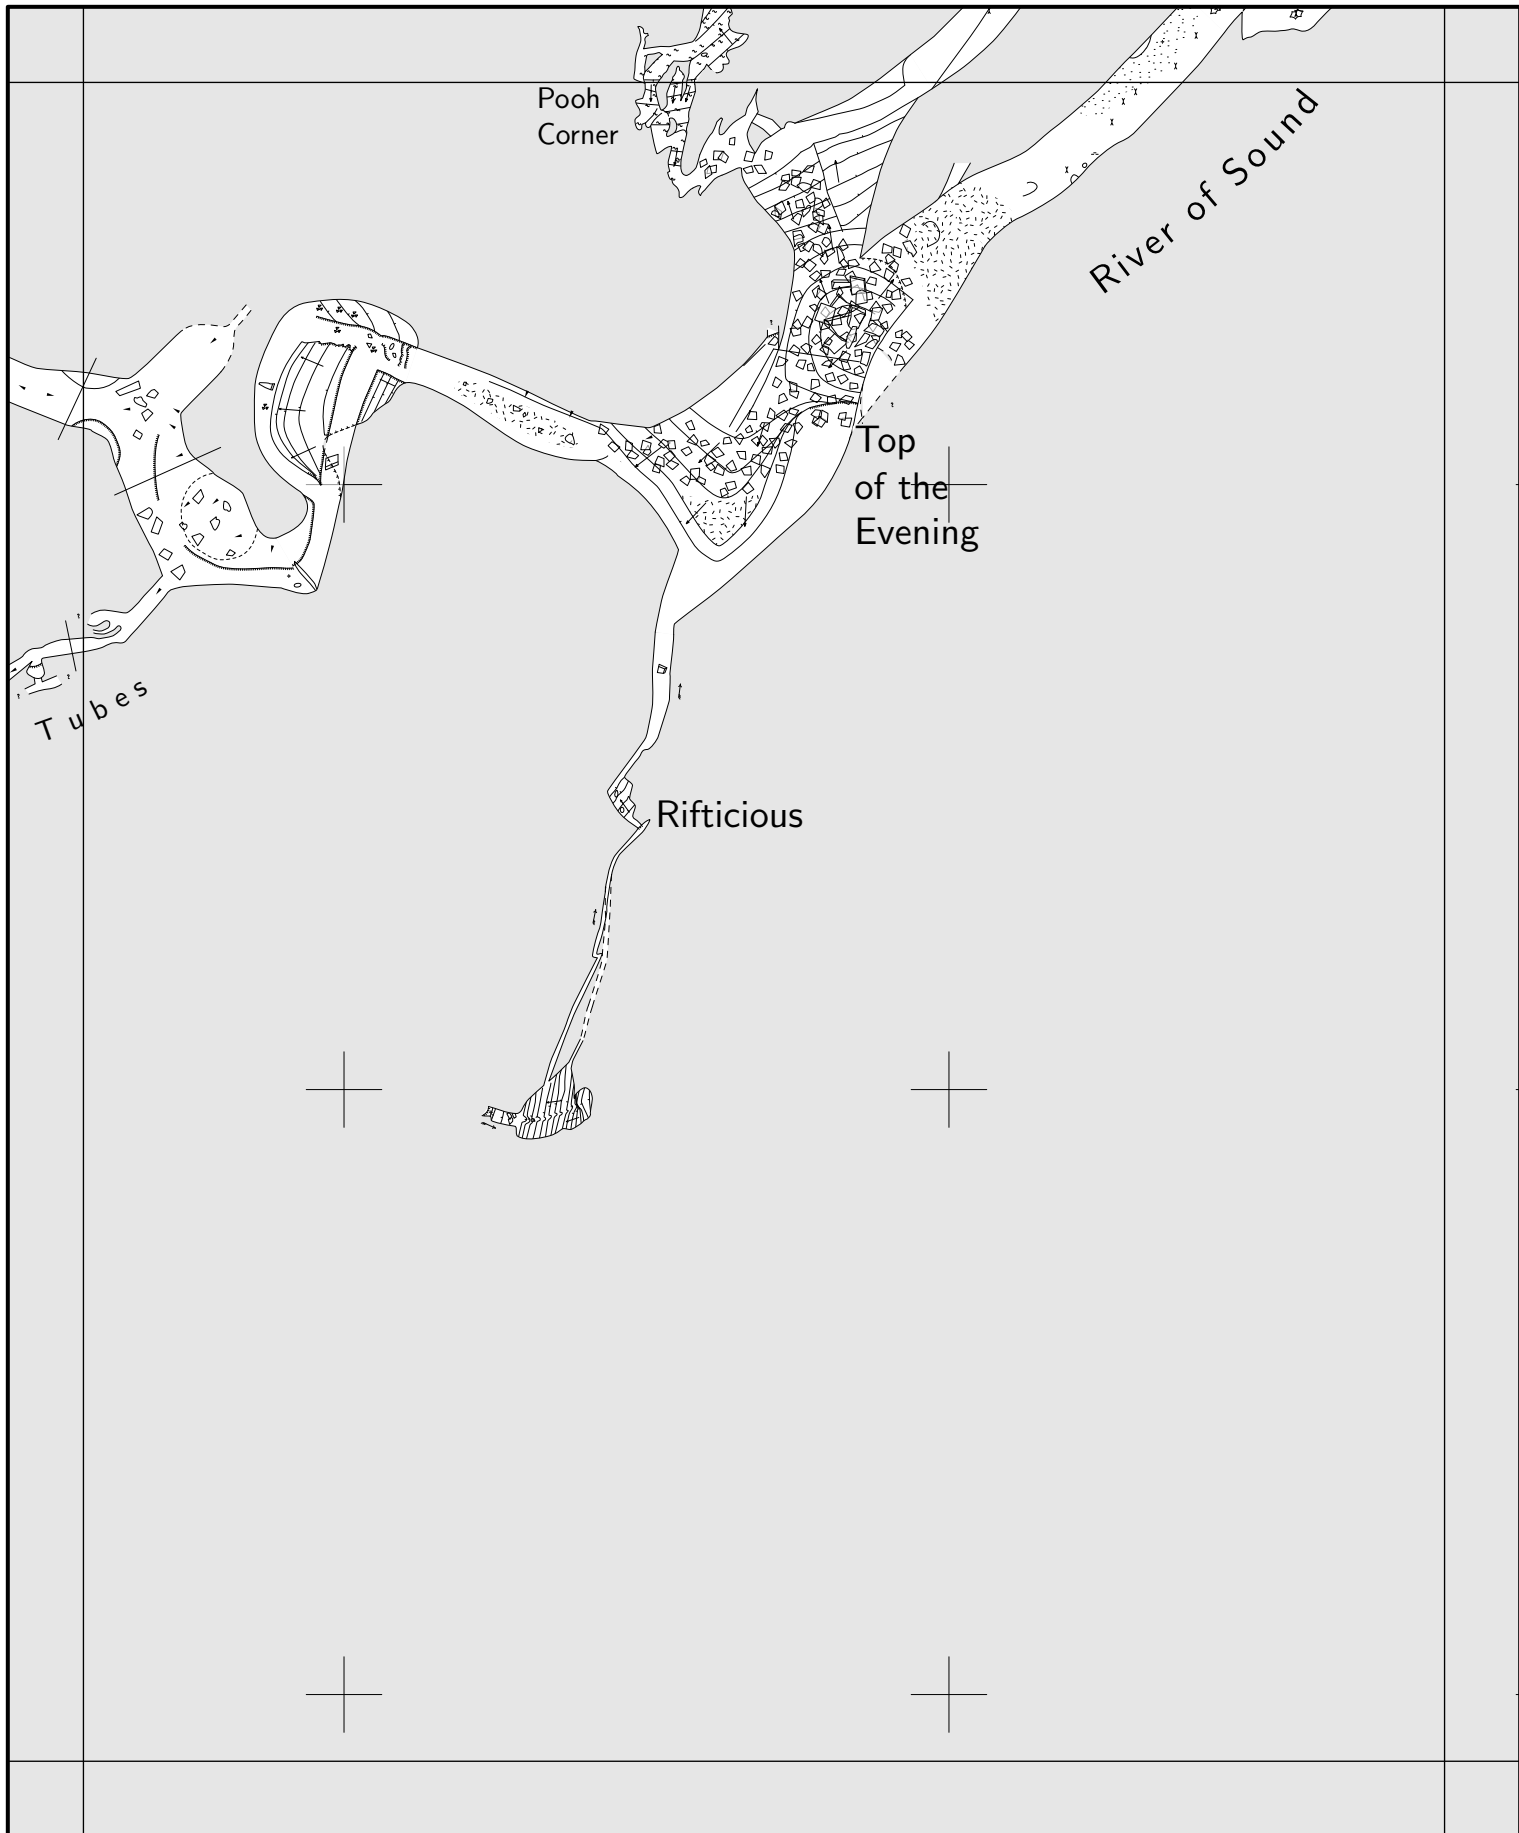 Pooh
Corner
River of Sound
Top
of the
Evening
Tubes
Rifticious